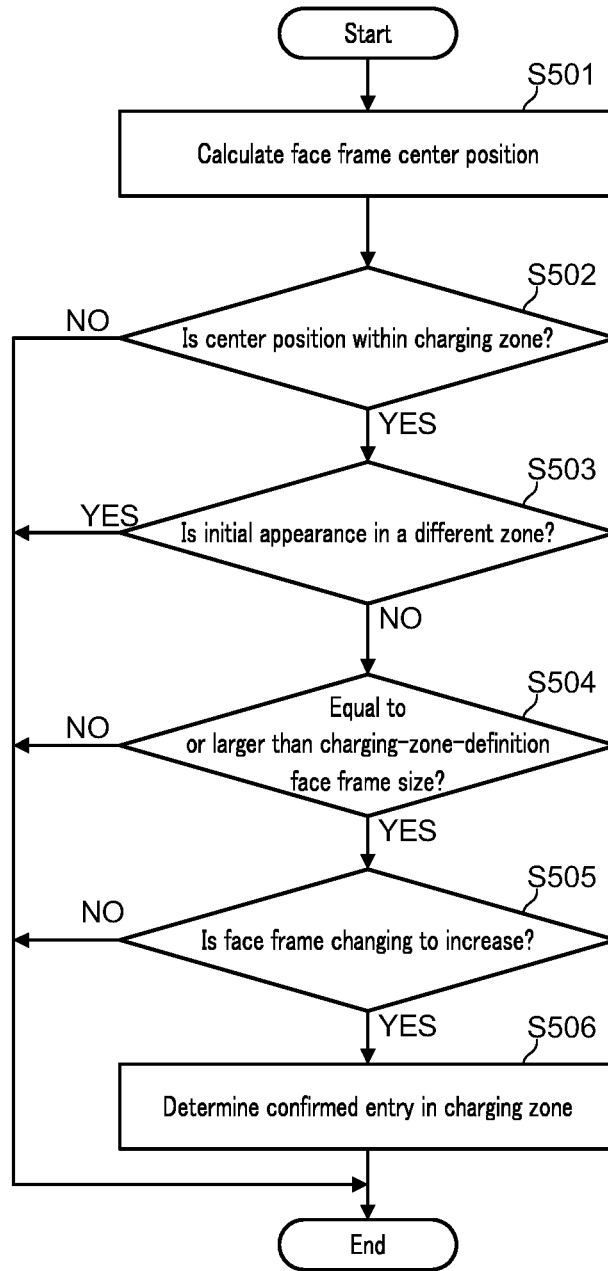 Start
S501
Calculate face frame center position
S502
NO
Is center position within charging zone?
YES
S503
YES
Is initial appearance in a different zone?
NO
S504
NO
Equal to
or larger than charging-zone-definition
face frame size?
YES
S505
NO
Is face frame changing to increase?
YES
S506
Determine confirmed entry in charging zone
End